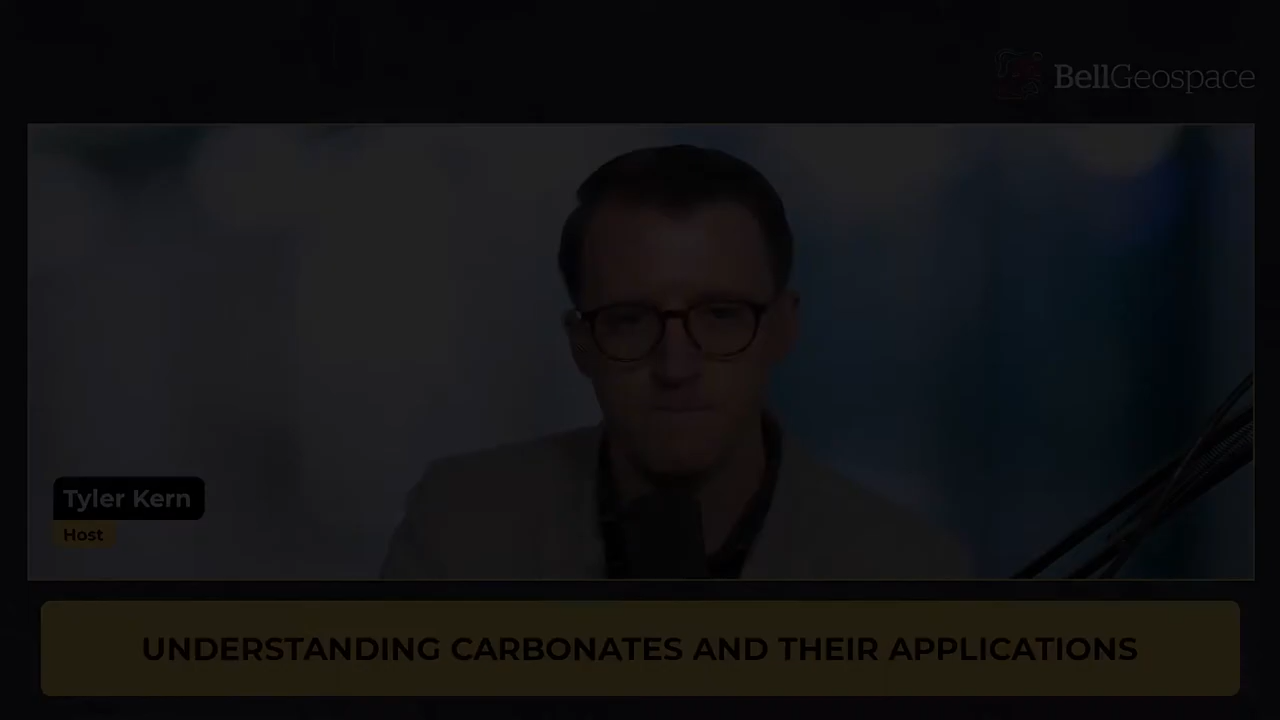 BellGeospace
Tyler Kern
Host
UNDERSTANDING CARBONATES AND THEIR APPLICATIONS